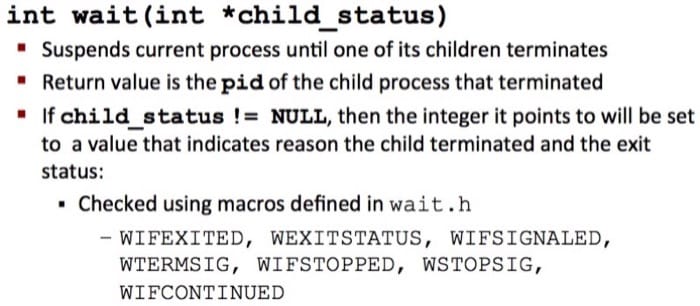 int wait(int *child_status)
▪ Suspends current process until one of its children terminates
▪ Return value is the pid of the child process that terminated
▪ If child_status != NULL, then the integer it points to will be set
to a value that indicates reason the child terminated and the exit
status:
▪ Checked using macros defined in wait.h
– WIFEXITED, WEXITSTATUS, WIFSIGNALED,
WTERMSIG, WIFSTOPPED, WSTOPSIG,
WIFCONTINUED